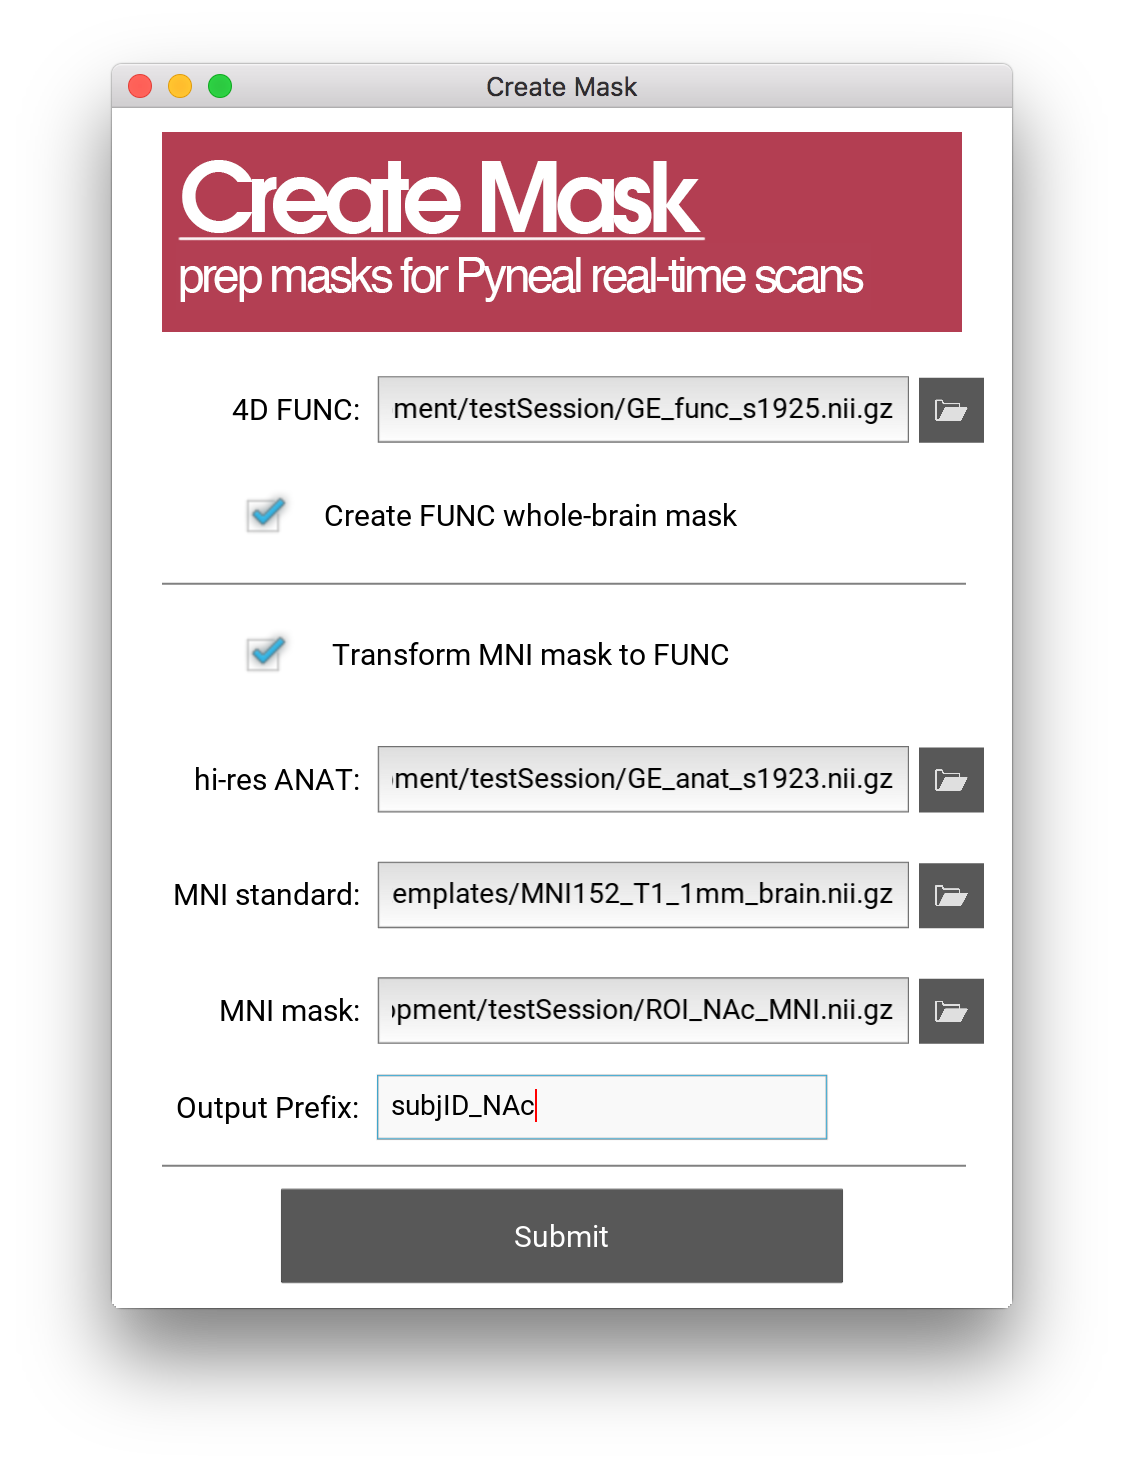 Create Mask
Create Mask
prep masks for Pyneal real-time scans
4D FUNC: ment/testSession/GE_func_s1925.nii.gz
Create FUNC whole-brain mask
Transform MNI mask to FUNC
hi-res ANAT: ment/testSession/GE_anat_s1923.nii.gz
MNI standard: emplates/MNI152_T1_1mm_brain.nii.gz
MNI mask: opment/testSession/ROI_NAc_MNI.nii.gz
Output Prefix: subjID_NAc
Submit